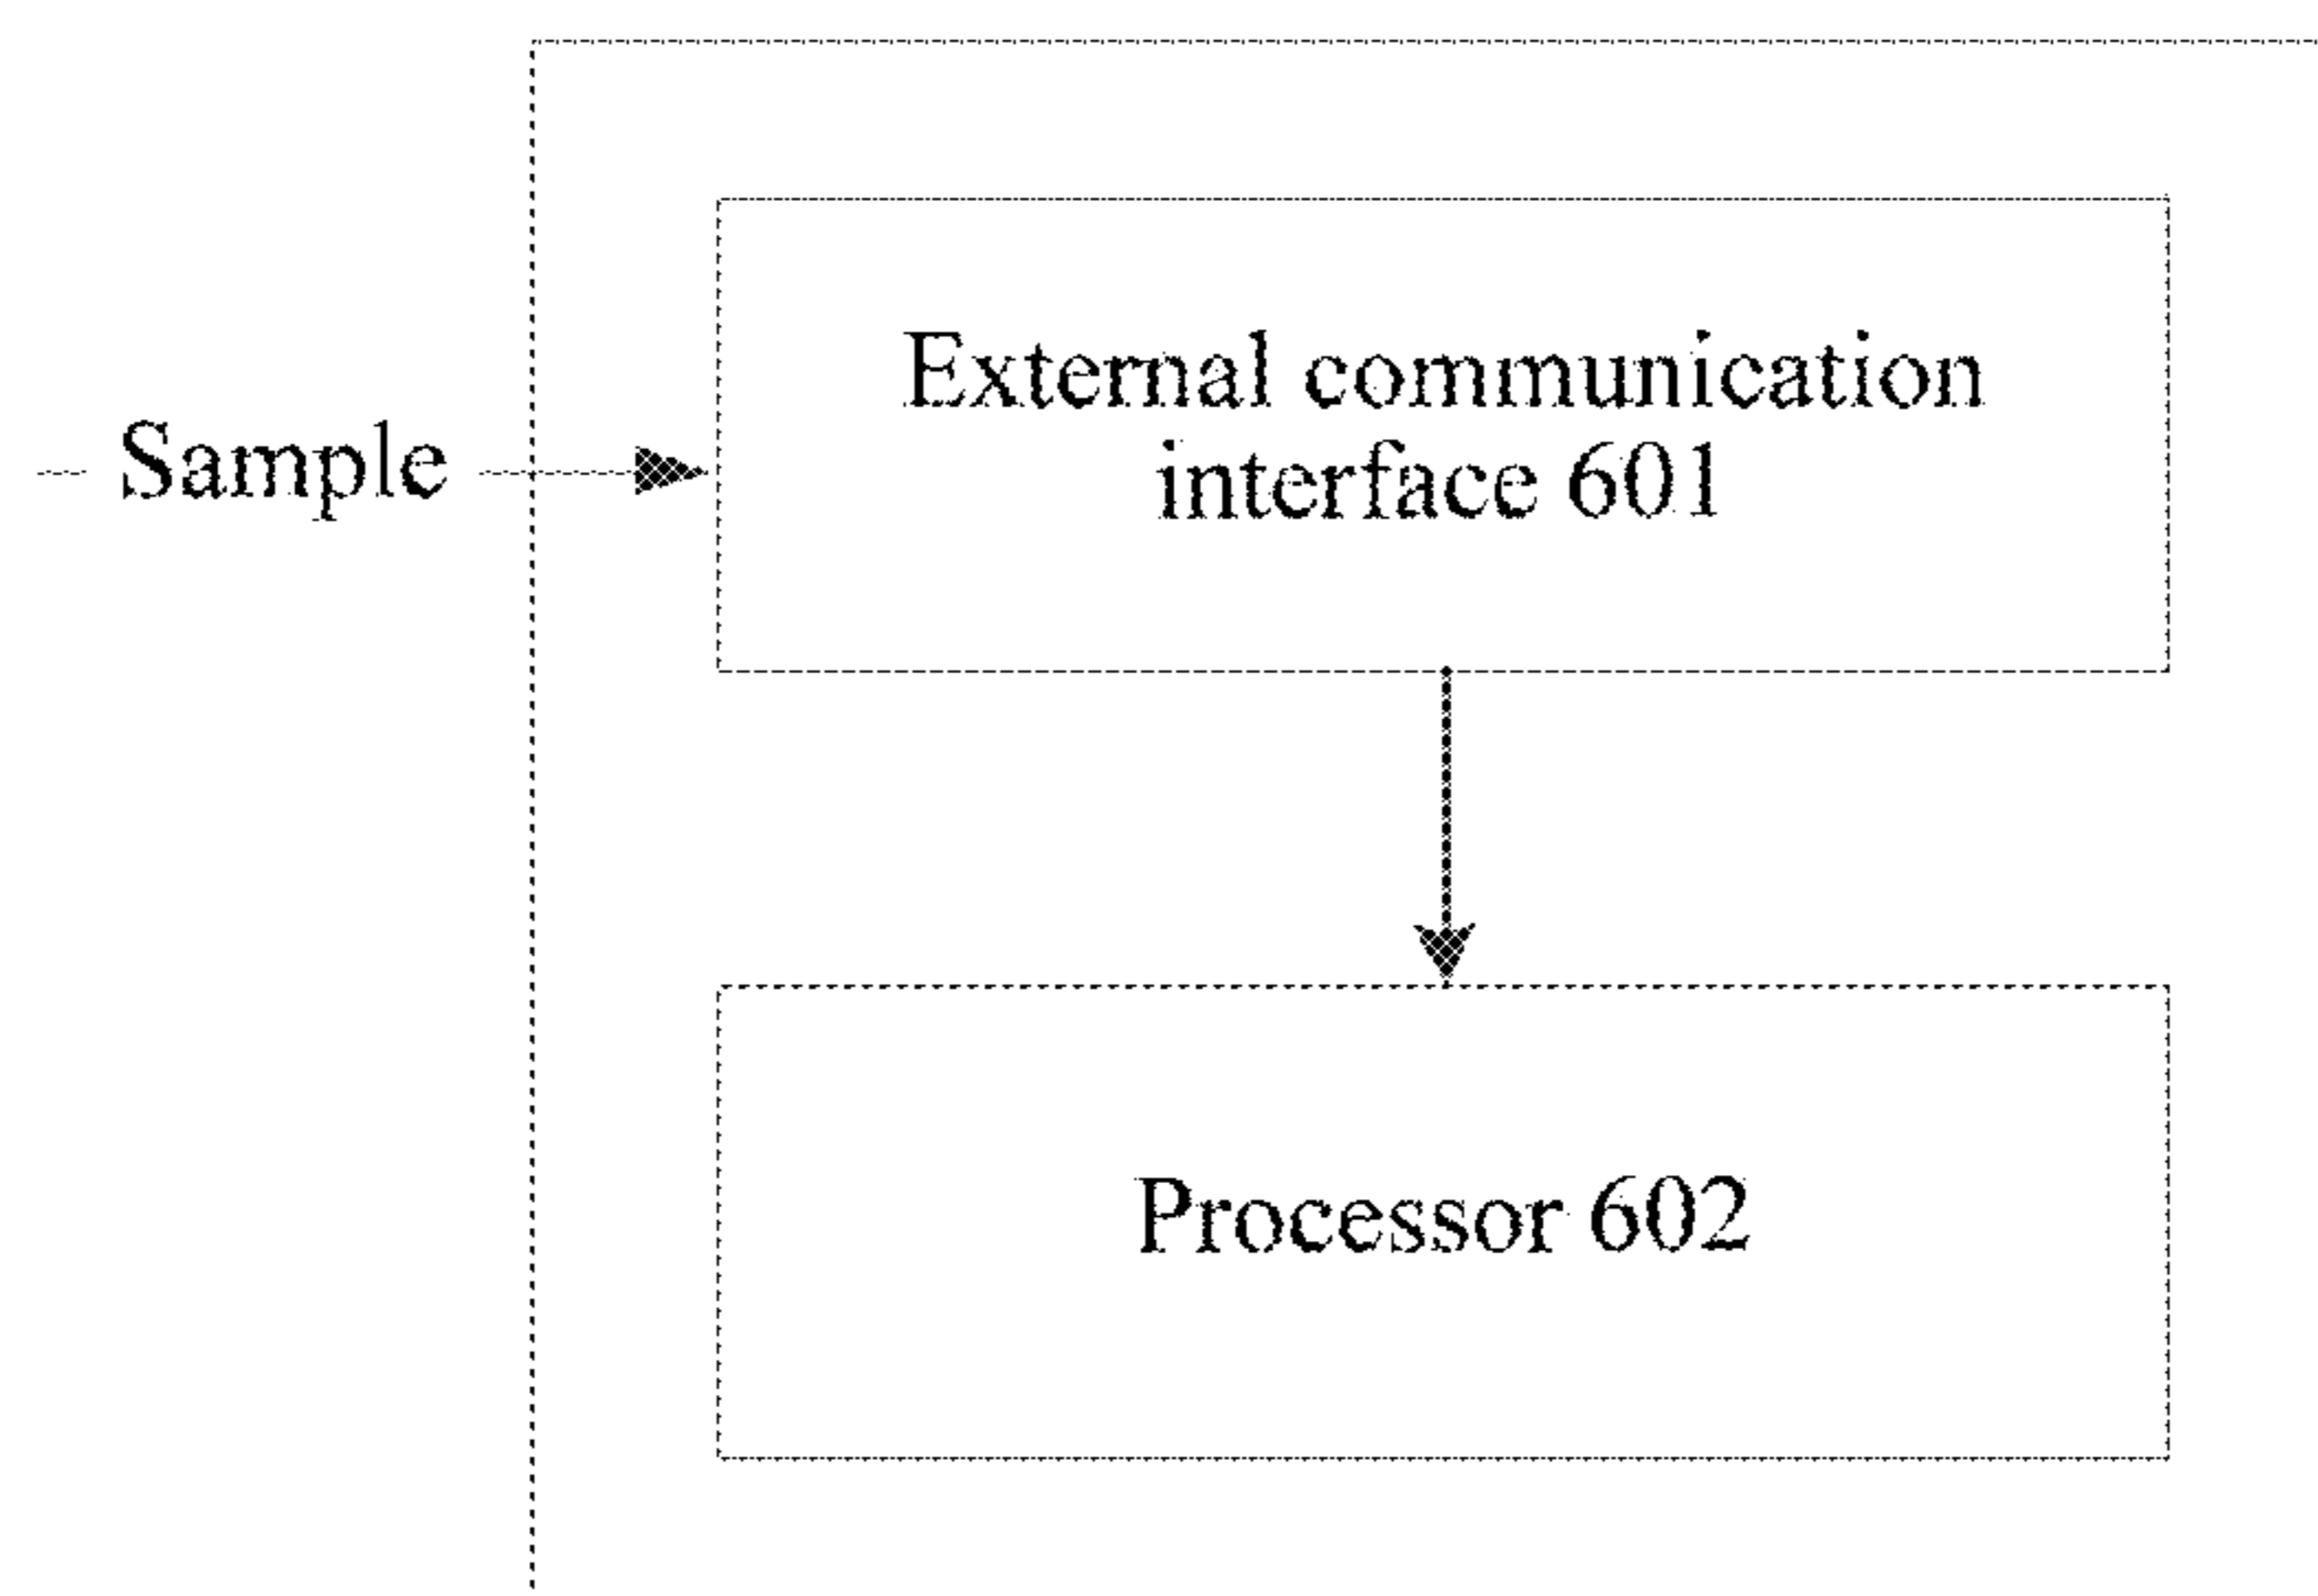 Sample
External communication
interface 601
Processor 602